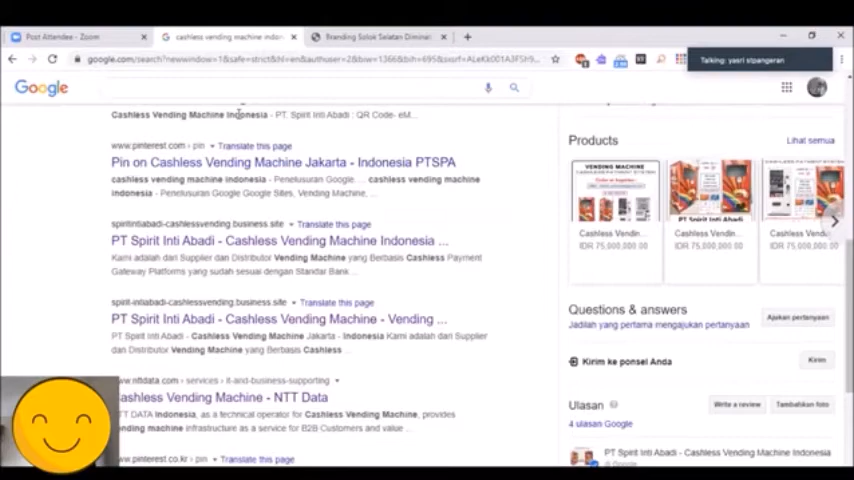 Post Attendee - Zoom
cashless vending machine indon
Branding Solok Selatan Diminat
Talking: yasri stpangeran
Google
Cashless Vending Machine Indonesia - PT. Spirit Inti Abadi : QR Code- eM...
www.pinterest.com › pin ▾ Translate this page
Pin on Cashless Vending Machine Jakarta - Indonesia PTSPA
cashless vending machine indonesia - Penelusuran Google. ... cashless vending machine
indonesia - Penelusuran Google Google Sites, Vending Machine, ...
spiritintiabadi-cashlessvending.business.site ▾ Translate this page
PT Spirit Inti Abadi - Cashless Vending Machine Indonesia ...
Kami adalah dari Supplier dan Distributor Vending Machine yang Berbasis Cashless Payment
Gateway Platforms yang sudah sesuai dengan Standar Bank...
spirit-intiabadi-cashlessvending.business.site ▾ Translate this page
PT Spirit Inti Abadi - Cashless Vending Machine - Vending ...
PT Spirit Inti Abadi - Cashless Vending Machine Jakarta - Indonesia Kami adalah dari Supplier
dan Distributor Vending Machine yang Berbasis Cashless ...
www.nttdata.com › services › it-and-business-supporting ▾
Cashless Vending Machine - NTT Data
NTT DATA Indonesia, as a technical operator for Cashless Vending Machine, provides
vending machine infrastructure as a service for B2B Customers and value ...
www.pinterest.co.kr › pin ▾ Translate this page
Products
Lihat semua
VENDING MACHINE
PT Spirit Inti Abadi
Cashless Vendin...
IDR 75,000,000.00
Cashless Vendin...
IDR 75,000,000.00
Cashless Vendin
IDR 75,000,000
Questions & answers
Jadilah yang pertama mengajukan pertanyaan
Ajukan pertanyaan
Kirim ke ponsel Anda
Kirim
Ulasan
Write a review
Tambahkan foto
4 ulasan Google
PT Spirit Inti Abadi - Cashless Vending Machine Indonesia
di Google